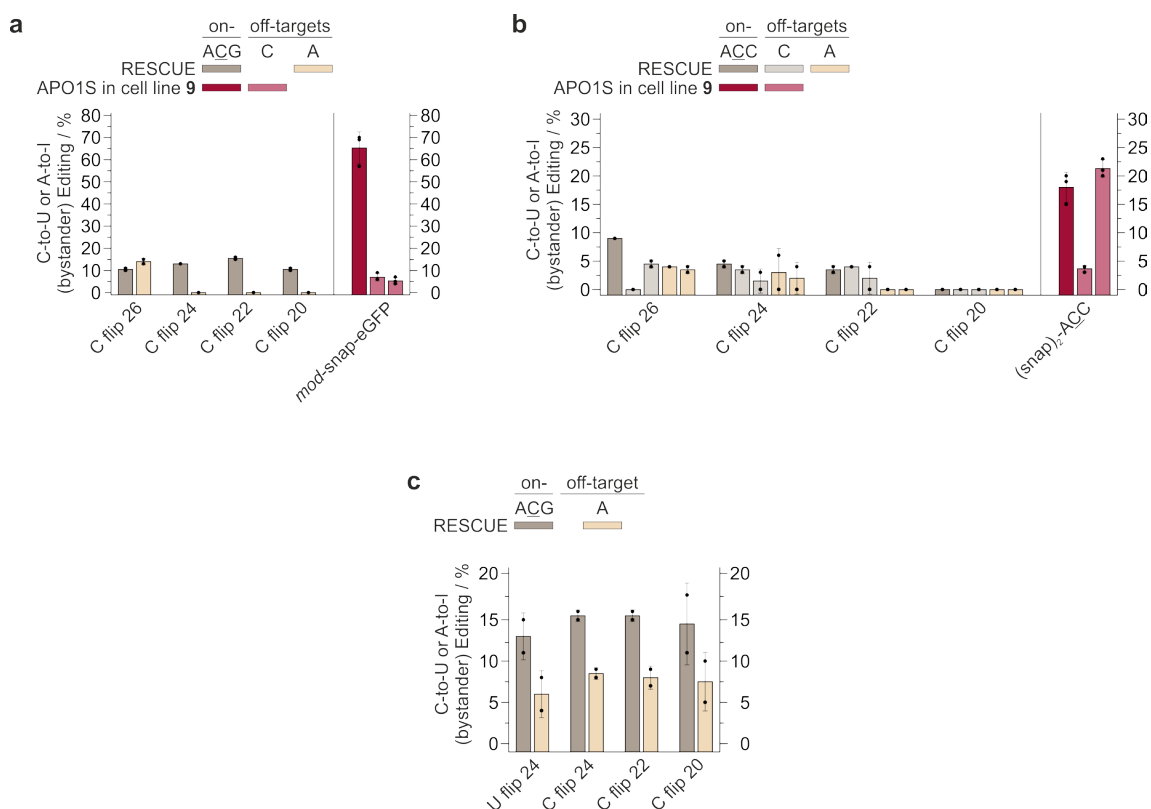 a
on- off-targets
ACG C A
RESCUE
APO1S in cell line 9
C-to-U or A-to-I
(bystander) Editing / %
80 80
70 70
60 60
50 50
40 40
30 30
20 20
10 10
0 0
C flip 26 C flip 24 C flip 22 C flip 20 mod-snap-eGFP
b
on- off-targets
ACC C A
RESCUE
APO1S in cell line 9
C-to-U or A-to-I
(bystander) Editing / %
30 30
25 25
20 20
15 15
10 10
5 5
0 0
C flip 26 C flip 24 C flip 22 C flip 20 (snap)2-ACC
c
on- off-target
ACG A
RESCUE
C-to-U or A-to-I
(bystander) Editing / %
20 20
15 15
10 10
5 5
0 0
U flip 24 C flip 24 C flip 22 C flip 20